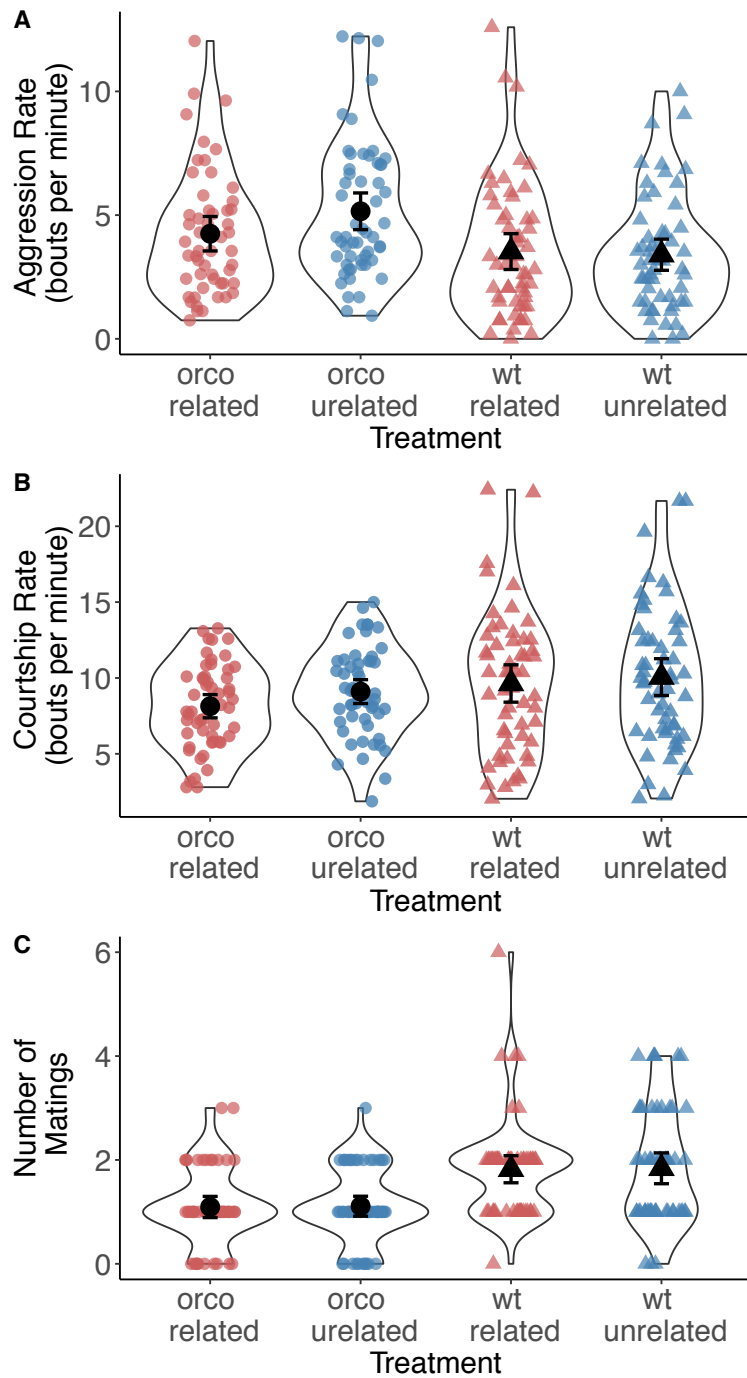 A
Aggression Rate
(bouts per minute)
10
5
0
orco
related
orco
urelated
wt
related
wt
unrelated
Treatment
B
Courtship Rate
(bouts per minute)
20
15
10
5
orco
related
orco
urelated
wt
related
wt
unrelated
Treatment
C
Number of
Matings
6
4
2
0
orco
related
orco
urelated
wt
related
wt
unrelated
Treatment